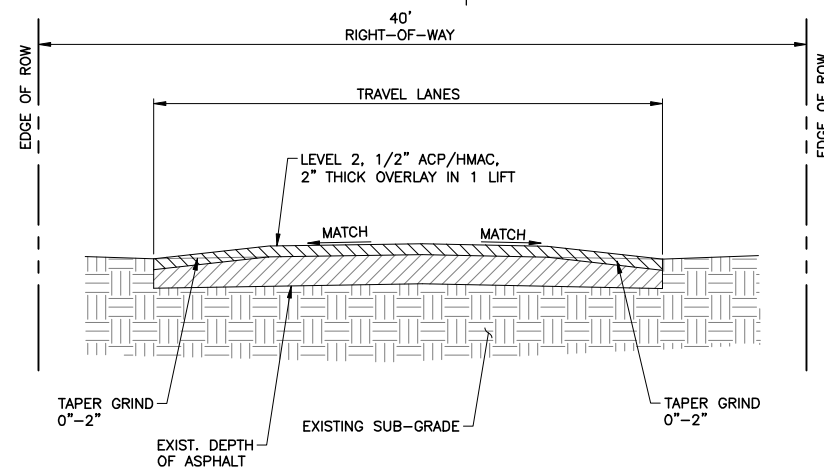 40'
RIGHT-OF-WAY
EDGE OF ROW
EDGE OF ROW
TRAVEL LANES
LEVEL 2, 1/2" ACP/HMAC,
2" THICK OVERLAY IN 1 LIFT
MATCH
MATCH
TAPER GRIND
0"-2"
EXIST. DEPTH
OF ASPHALT
EXISTING SUB-GRADE
TAPER GRIND
0"-2"